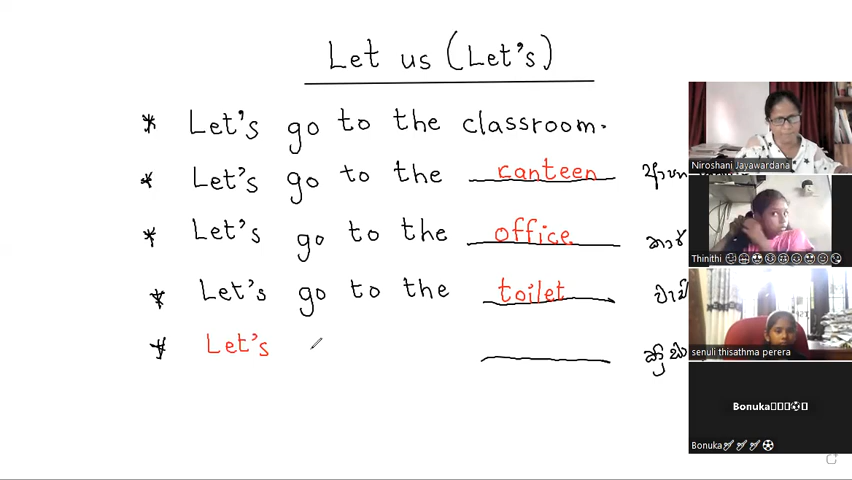 Let us (Let's)
* Let's go to the classroom.
* Let's go to the canteen
* Let's go to the office
* Let's go to the toilet
* Let's
Niroshani Jayawardana
Thinithi
senuli thisathma perera
Bonuka
Bonuka